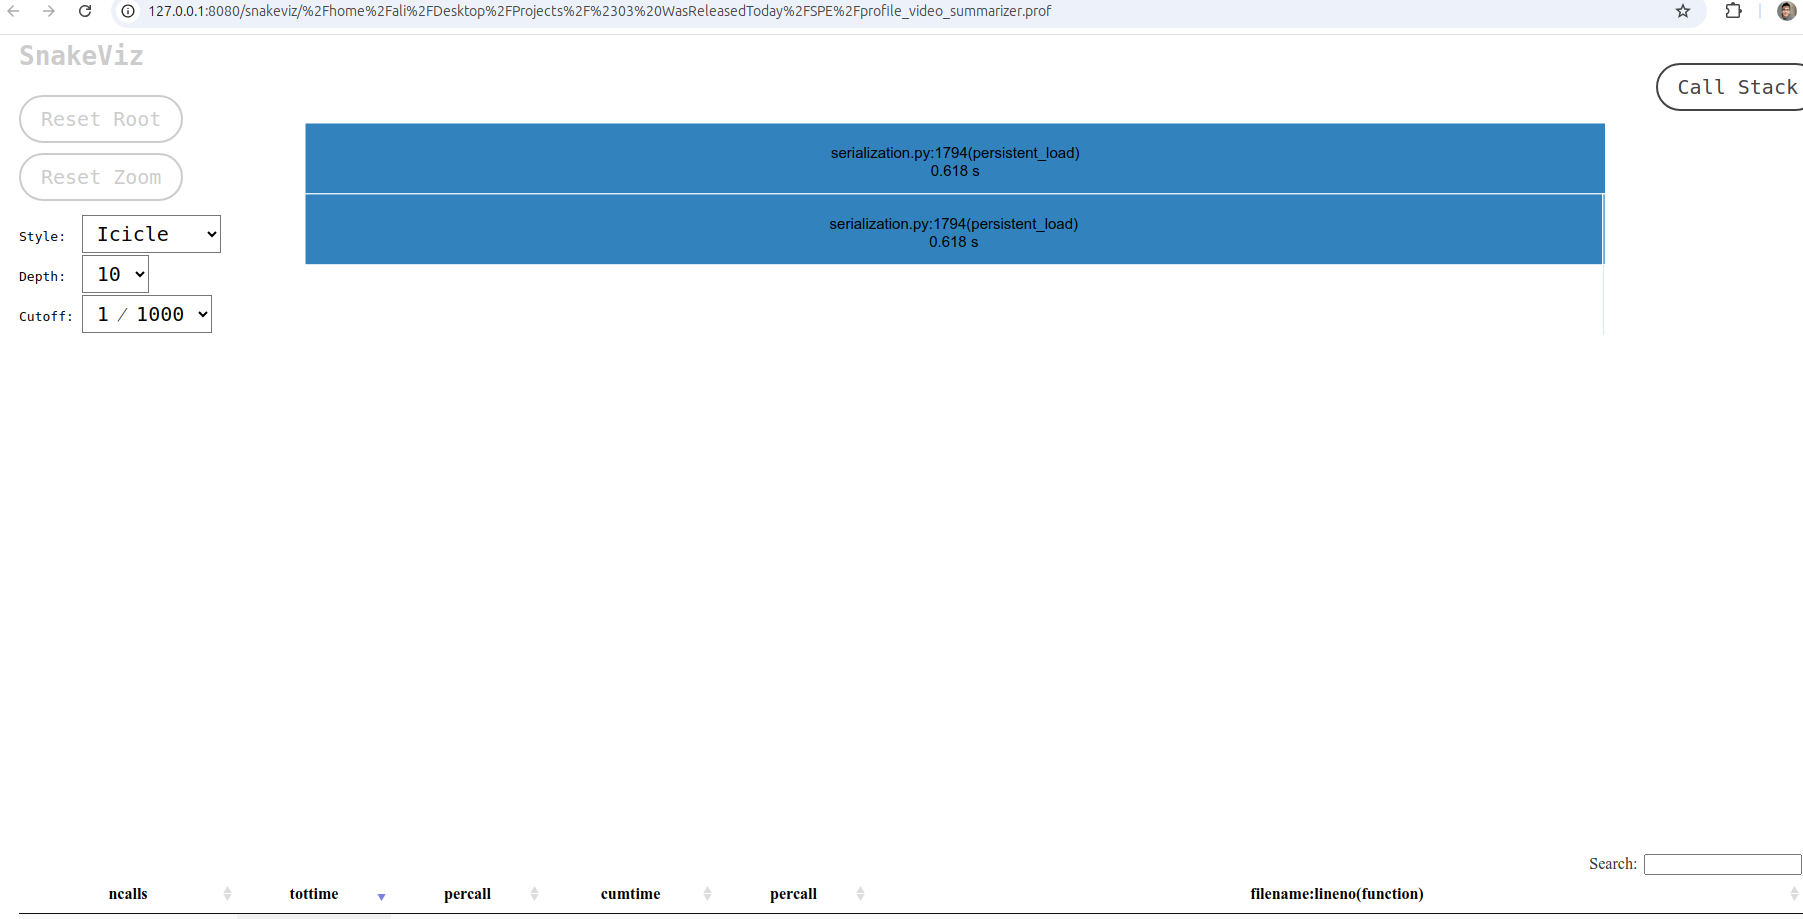 127.0.0.1:8080/snakeviz/%2Fhome%2Fali%2FDesktop%2FProjects%2F%2303%20WasReleasedToday%2FSPE%2Fprofile_video_summarizer.prof
SnakeViz
Call Stack
Reset Root
Reset Zoom
serialization.py:1794(persistent_load)
0.618 s
serialization.py:1794(persistent_load)
0.618 s
Style: Icicle
Depth: 10
Cutoff: 1 / 1000
Search:
ncalls tottime percall cumtime percall filename:lineno(function)